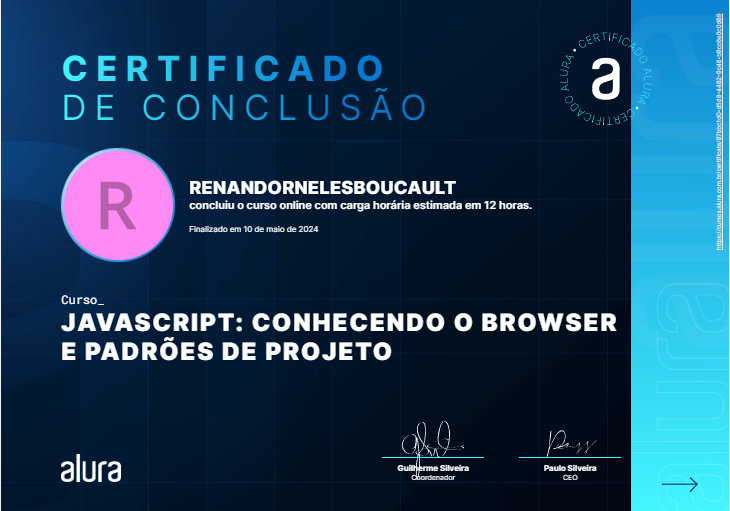 CERTIFICADO
DE CONCLUSÃO
CERTIFICADO ALURA • CERTIFICADO ALURA •
a
R
RENANDORNELESBOUCAULT
concluiu o curso online com carga horária estimada em 12 horas.
Finalizado em 10 de maio de 2024
Curso_
JAVASCRIPT: CONHECENDO O BROWSER
E PADRÕES DE PROJETO
alura
Guilherme Silveira
Coordenador
Paulo Silveira
CEO
alura